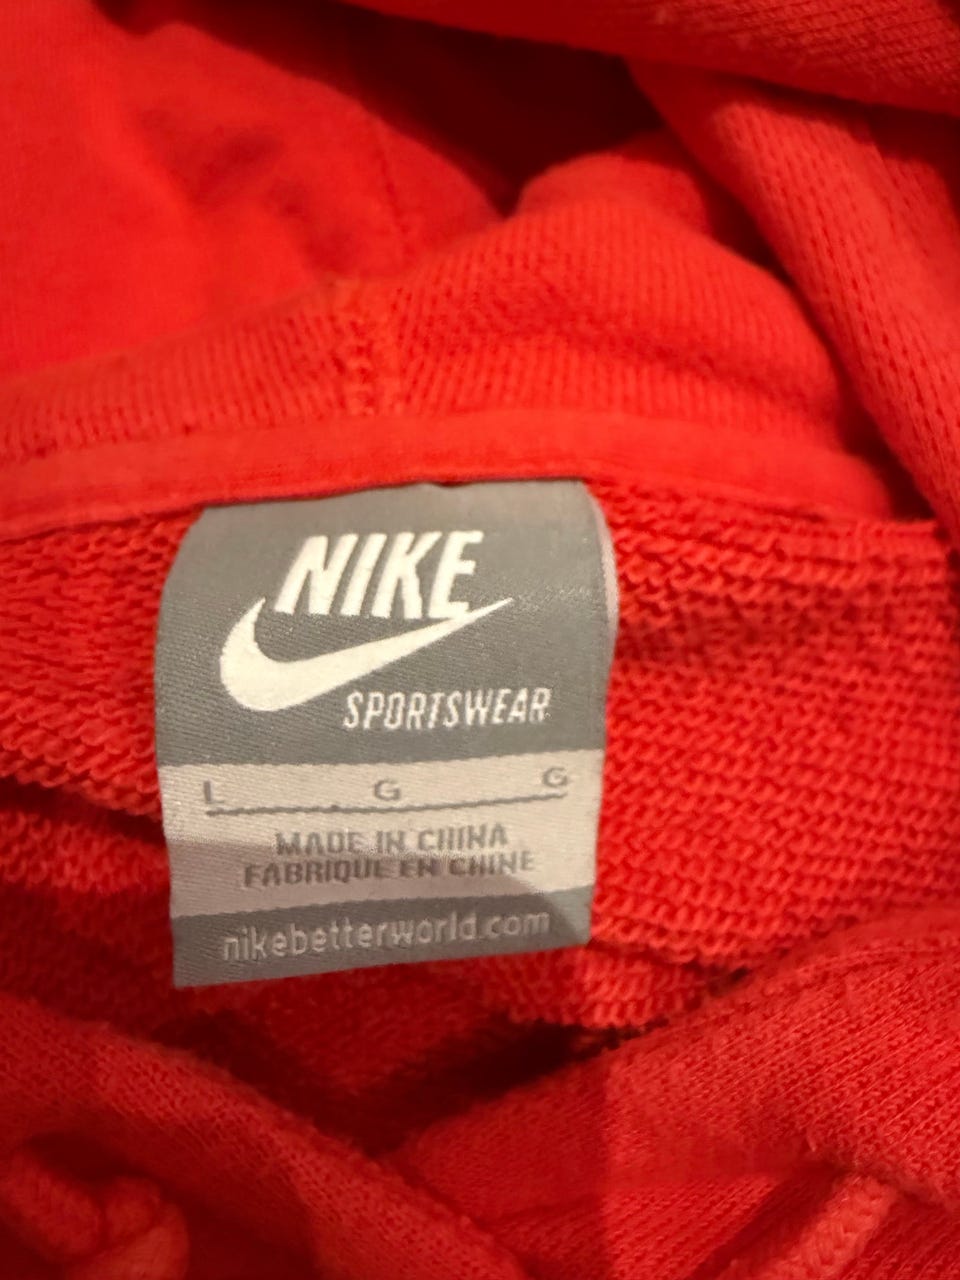 NIKE
SPORTSWEAR
L G G
MADE IN CHINA
FABRIQUE EN CHINE
nikebetterworld.com